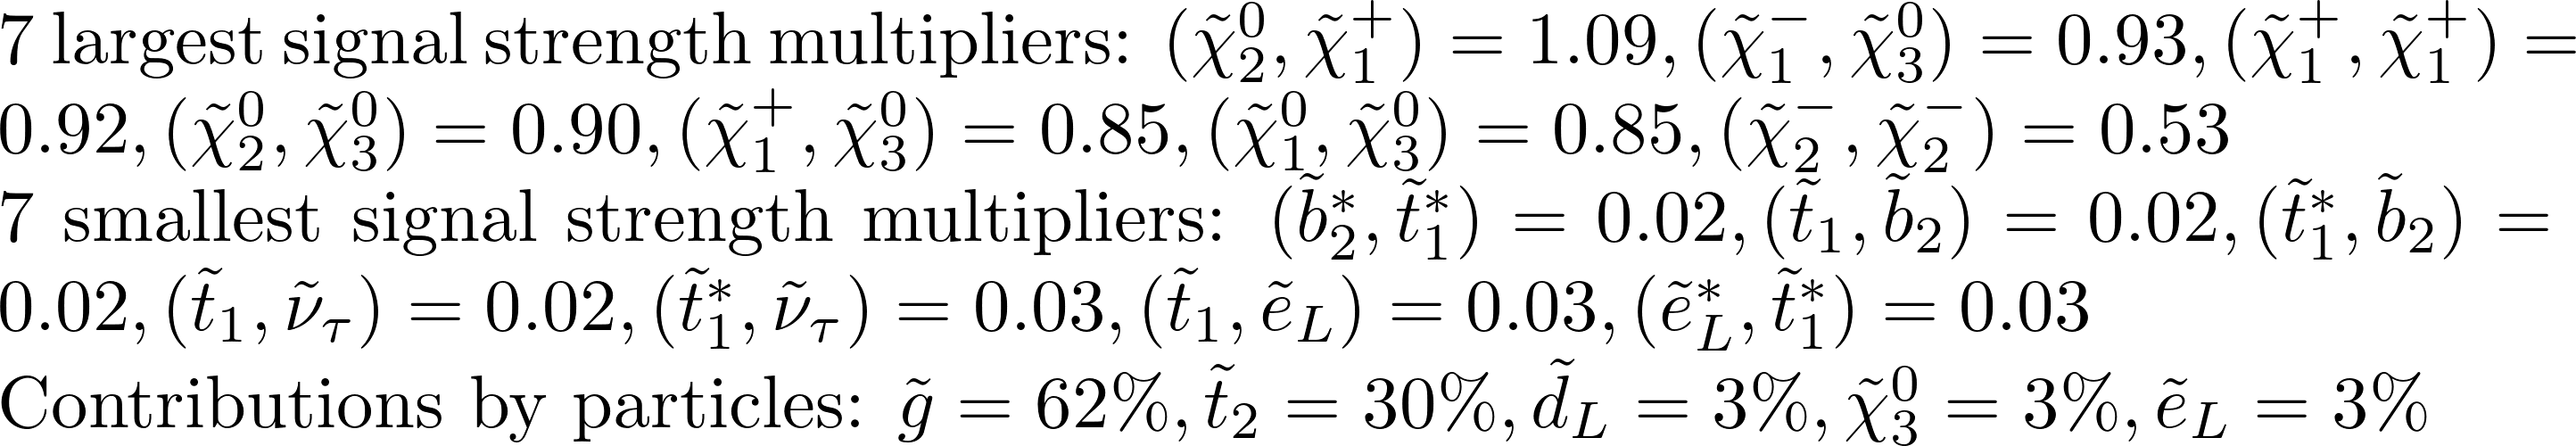 7 largest signal strength multipliers: (χ̃⁰₂, χ̃⁺₁) = 1.09, (χ̃⁻₁, χ̃⁰₃) = 0.93, (χ̃⁺₁, χ̃⁺₁) =
0.92, (χ̃⁰₂, χ̃⁰₃) = 0.90, (χ̃⁺₁, χ̃⁰₃) = 0.85, (χ̃⁰₁, χ̃⁰₃) = 0.85, (χ̃⁻₂, χ̃⁻₂) = 0.53
7 smallest signal strength multipliers: (b̃*₂, t̃*₁) = 0.02, (t̃₁, b̃₂) = 0.02, (t̃*₁, b̃₂) =
0.02, (t̃₁, ν̃_τ) = 0.02, (t̃*₁, ν̃_τ) = 0.03, (t̃₁, ẽ_L) = 0.03, (ẽ*_L, t̃*₁) = 0.03
Contributions by particles: g̃ = 62%, t̃₂ = 30%, d̃_L = 3%, χ̃⁰₃ = 3%, ẽ_L = 3%